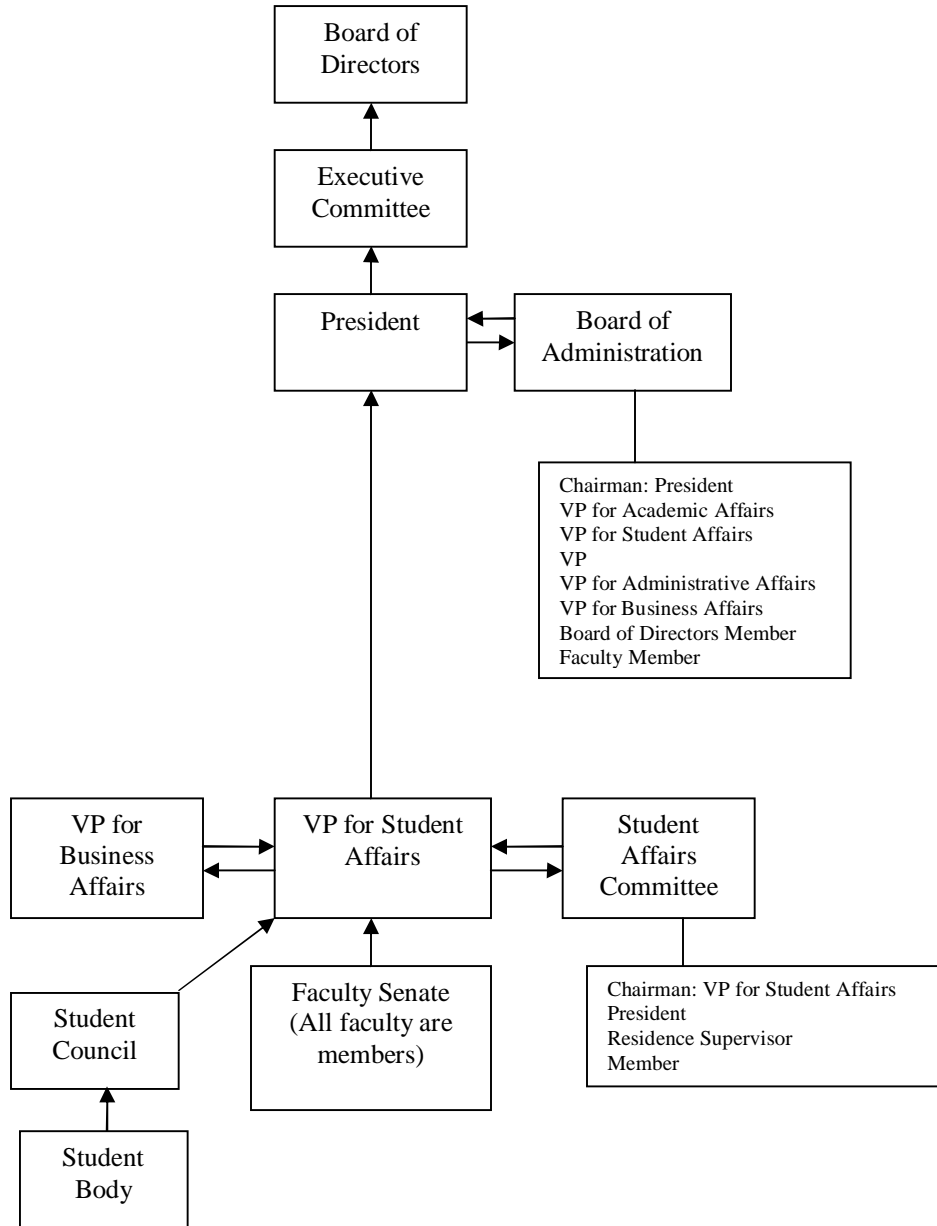 Board of
Directors
Executive
Committee
President
Board of
Administration
Chairman: President
VP for Academic Affairs
VP for Student Affairs
VP
VP for Administrative Affairs
VP for Business Affairs
Board of Directors Member
Faculty Member
VP for
Business
Affairs
VP for Student
Affairs
Student
Affairs
Committee
Student
Council
Faculty Senate
(All faculty are
members)
Chairman: VP for Student Affairs
President
Residence Supervisor
Member
Student
Body